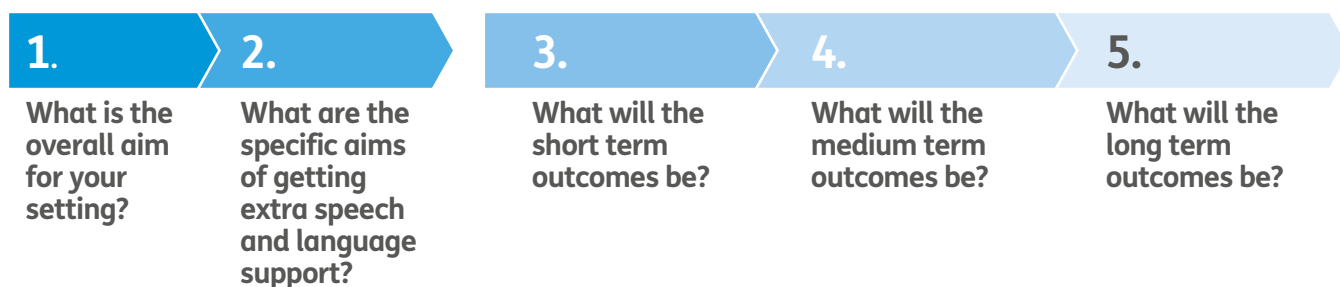 1.
What is the
overall aim
for your
setting?
2.
What are the
specific aims
of getting
extra speech
and language
support?
3.
What will the
short term
outcomes be?
4.
What will the
medium term
outcomes be?
5.
What will the
long term
outcomes be?